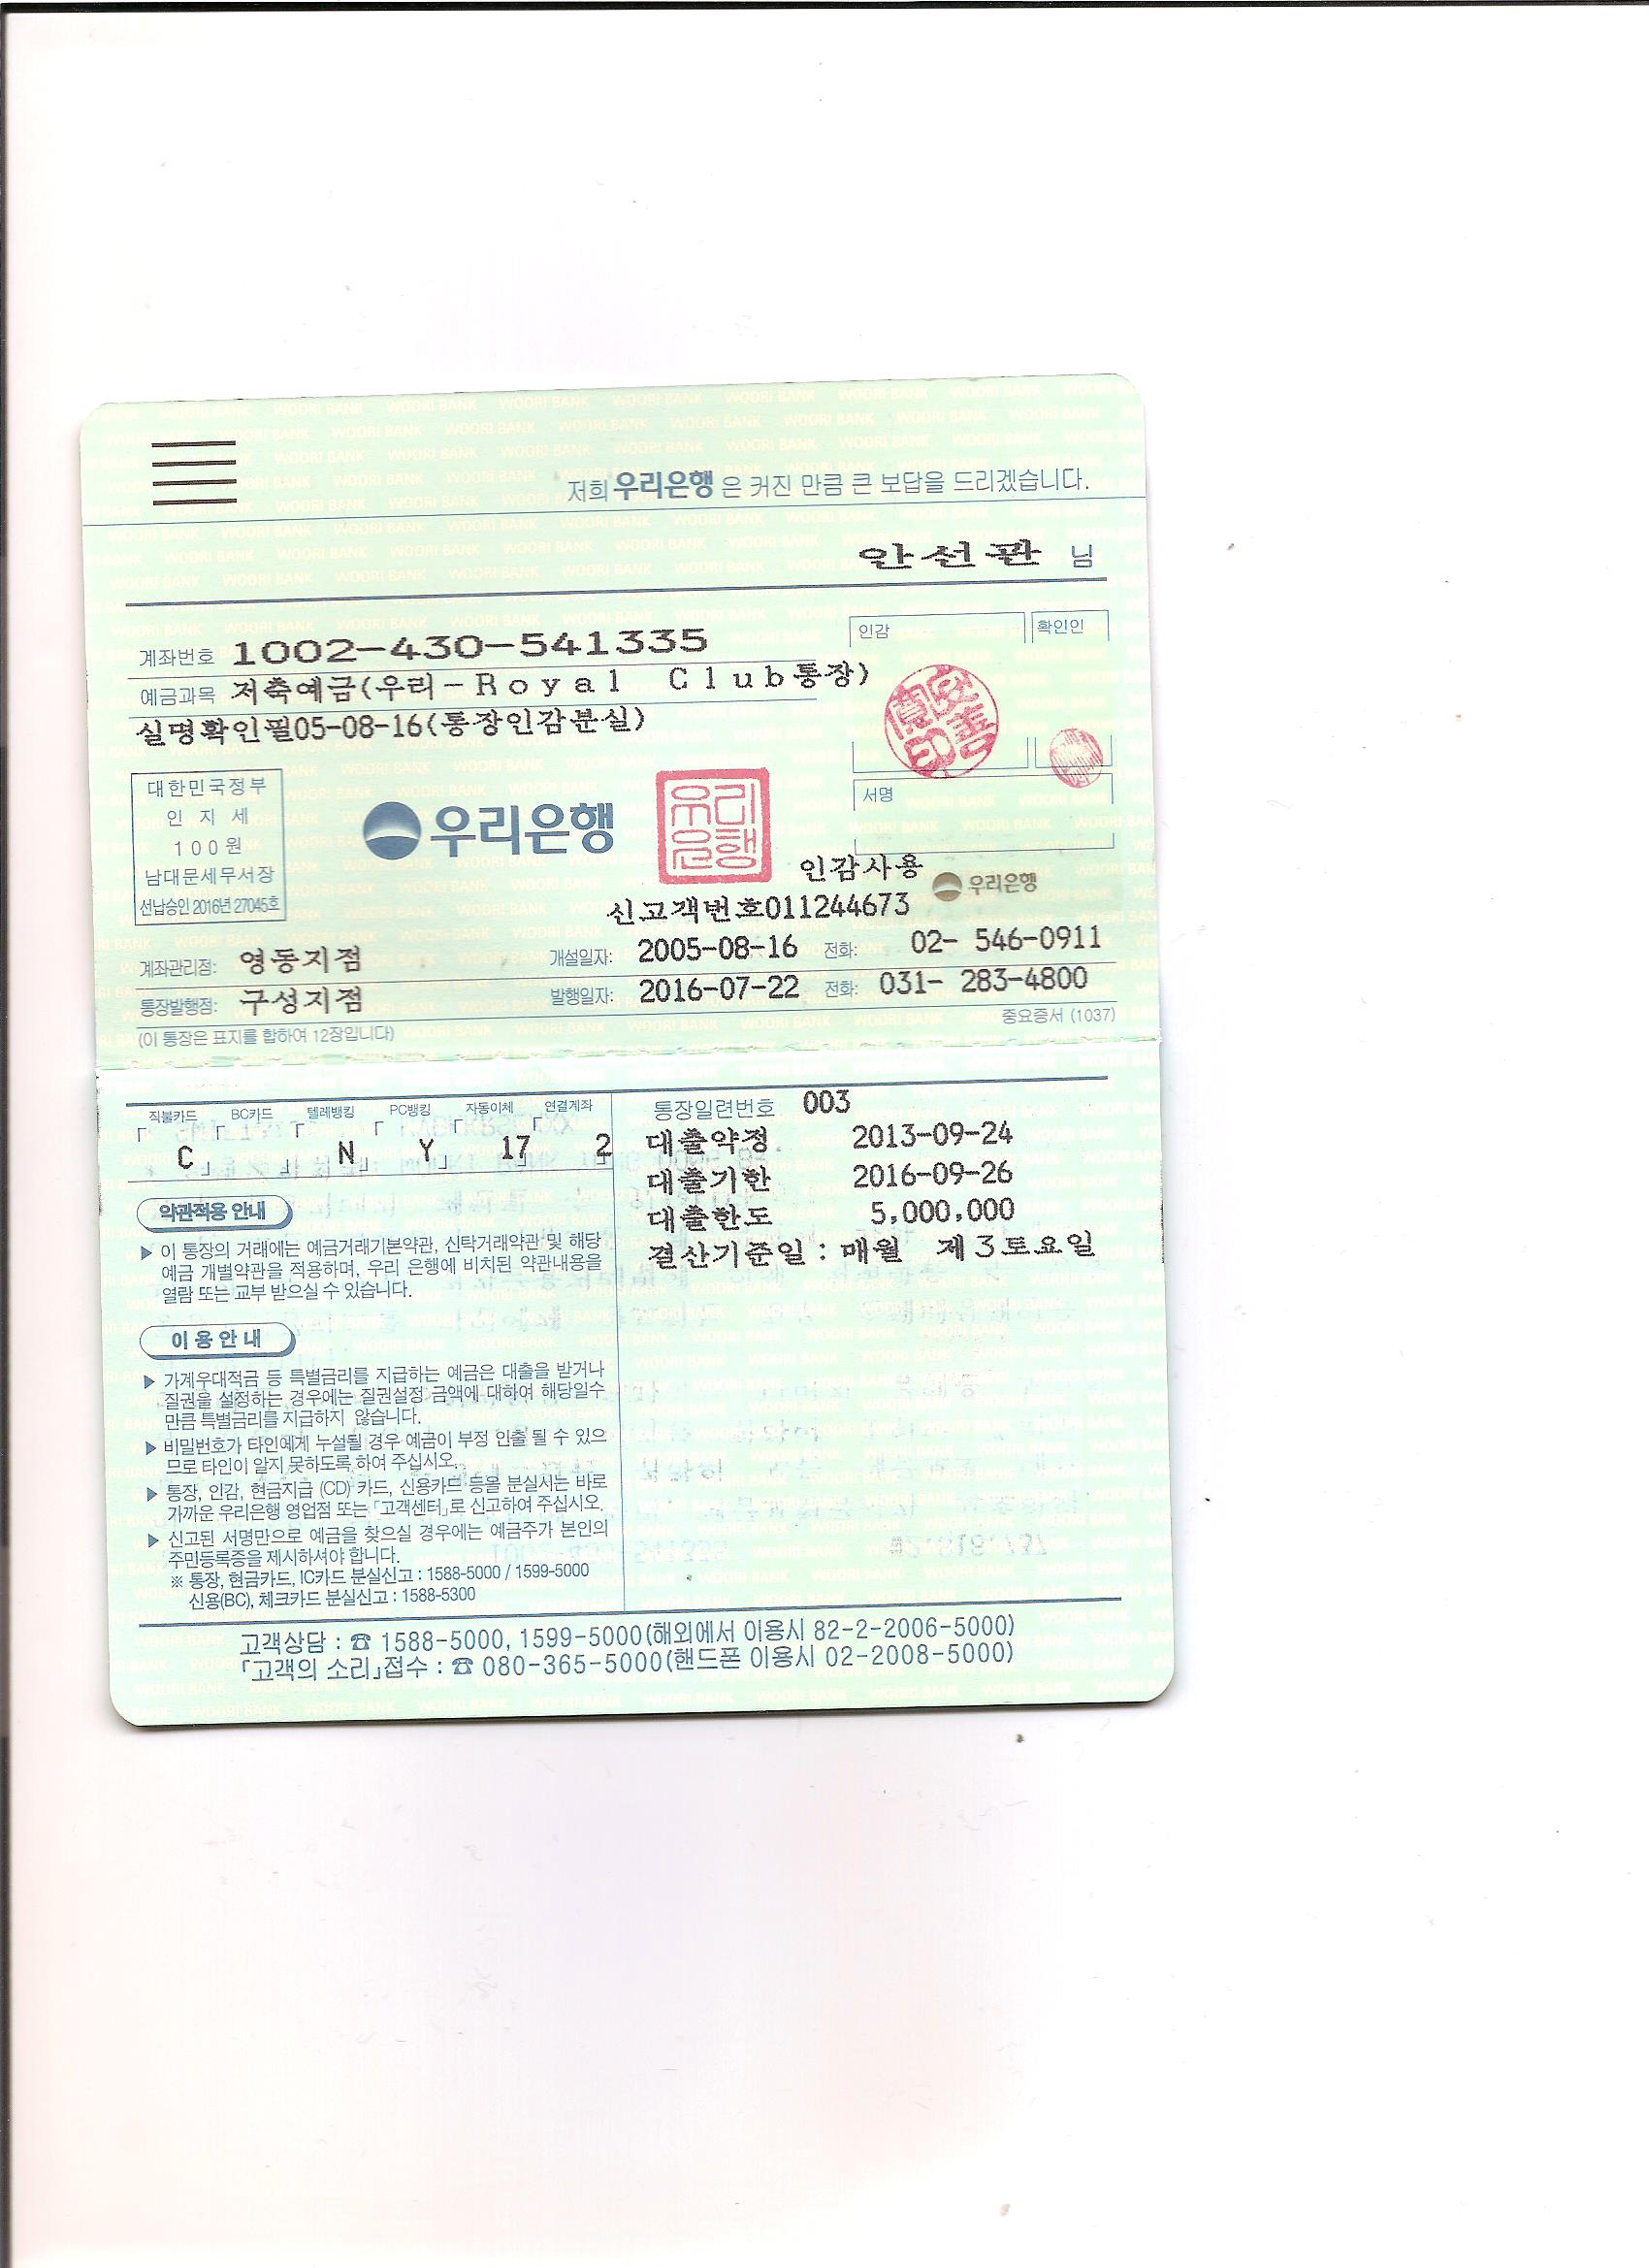 저희 우리은행 은 커진 만큼 큰 보답을 드리겠습니다.
안선관 님
계좌번호 1002-430-541335
인감 확인인
예금과목 저축예금(우리-Royal Club통장)
실명확인필05-08-16(통장인감분실)
대한민국정부
인 지 세
100원
남대문세무서장
선납승인 2016년 27045호
우리은행
우리
은행
서명
인감사용
우리은행
신고객번호011244673
계좌관리점: 영동지점 개설일자: 2005-08-16 전화: 02- 546-0911
통장발행점: 구성지점 발행일자: 2016-07-22 전화: 031- 283-4800
(이 통장은 표지를 합하여 12장입니다) 중요증서 (1037)
직불카드 BC카드 텔레뱅킹 PC뱅킹 자동이체 연결계좌
C N Y 17 2
통장일련번호 003
대출약정 2013-09-24
대출기한 2016-09-26
대출한도 5,000,000
결산기준일:매월 제3토요일
약관적용 안내
▶ 이 통장의 거래에는 예금거래기본약관, 신탁거래약관 및 해당
예금 개별약관을 적용하며, 우리 은행에 비치된 약관내용을
열람 또는 교부 받으실 수 있습니다.
이 용 안 내
▶ 가계우대적금 등 특별금리를 지급하는 예금은 대출을 받거나
질권을 설정하는 경우에는 질권설정 금액에 대하여 해당일수
만큼 특별금리를 지급하지 않습니다.
▶ 비밀번호가 타인에게 누설될 경우 예금이 부정 인출 될 수 있으
므로 타인이 알지 못하도록 하여 주십시오.
▶ 통장, 인감, 현금지급 (CD) 카드, 신용카드 등을 분실시는 바로
가까운 우리은행 영업점 또는 「고객센터」로 신고하여 주십시오.
▶ 신고된 서명만으로 예금을 찾으실 경우에는 예금주가 본인의
주민등록증을 제시하셔야 합니다.
※ 통장, 현금카드, IC카드 분실신고 : 1588-5000 / 1599-5000
신용(BC), 체크카드 분실신고 : 1588-5300
고객상담 : ☎ 1588-5000, 1599-5000(해외에서 이용시 82-2-2006-5000)
「고객의 소리」접수 : ☎ 080-365-5000(핸드폰 이용시 02-2008-5000)